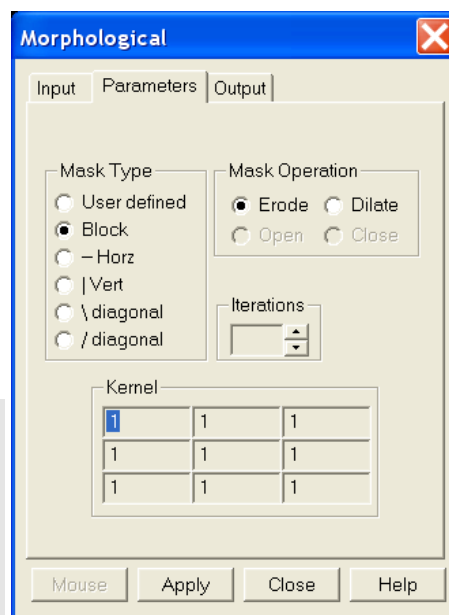 Morphological
Input Parameters Output
Mask Type
User defined
Block
– Horz
| Vert
\ diagonal
/ diagonal
Mask Operation
Erode Dilate
Open Close
Iterations
Kernel
1 1 1
1 1 1
1 1 1
Mouse Apply Close Help